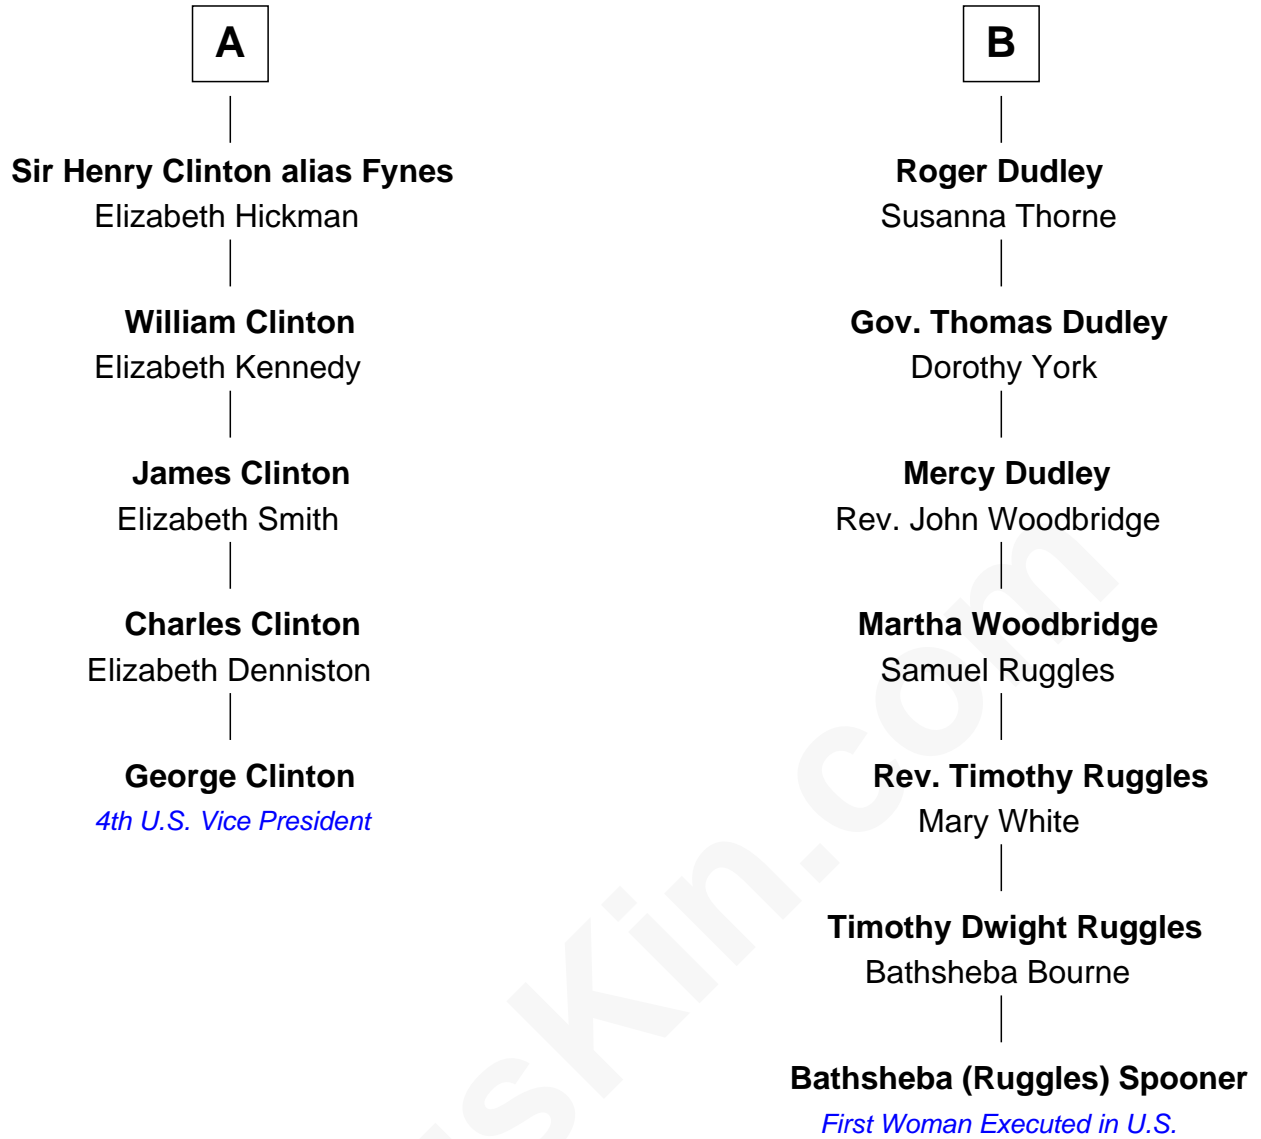 A
Sir Henry Clinton alias Fynes
Elizabeth Hickman
William Clinton
Elizabeth Kennedy
James Clinton
Elizabeth Smith
Charles Clinton
Elizabeth Denniston
George Clinton
4th U.S. Vice President
B
Roger Dudley
Susanna Thorne
Gov. Thomas Dudley
Dorothy York
Mercy Dudley
Rev. John Woodbridge
Martha Woodbridge
Samuel Ruggles
Rev. Timothy Ruggles
Mary White
Timothy Dwight Ruggles
Bathsheba Bourne
Bathsheba (Ruggles) Spooner
First Woman Executed in U.S.